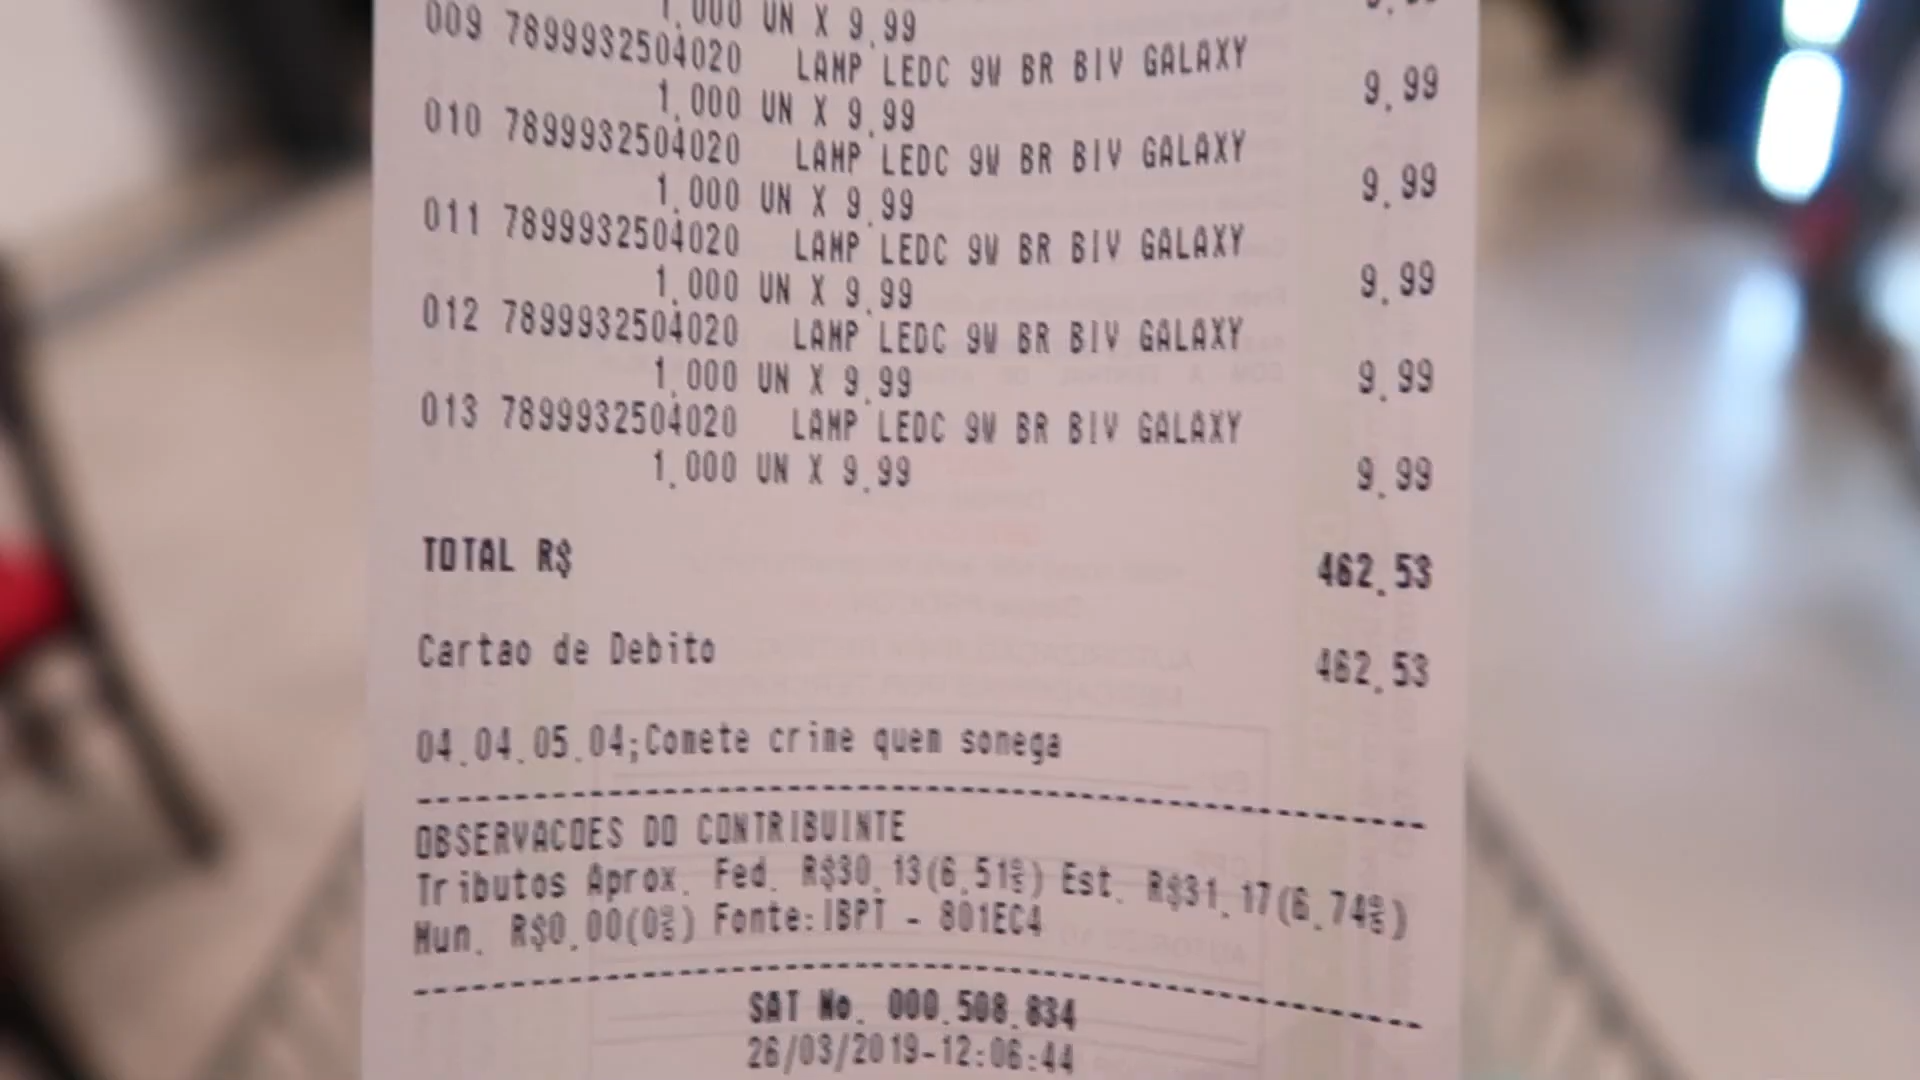 1.000 UN X 9.99
009 7899932504020 LAMP LEDC 9W BR BIV GALAXY
1.000 UN X 9.99 9.99
010 7899932504020 LAMP LEDC 9W BR BIV GALAXY
1.000 UN X 9.99 9.99
011 7899932504020 LAMP LEDC 9W BR BIV GALAXY
1.000 UN X 9.99 9.99
012 7899932504020 LAMP LEDC 9W BR BIV GALAXY
1.000 UN X 9.99 9.99
013 7899932504020 LAMP LEDC 9W BR BIV GALAXY
1.000 UN X 9.99 9.99
TOTAL R$ 462.53
Cartao de Debito 462.53
04.04.05.04;Comete crime quem sonega
OBSERVACOES DO CONTRIBUINTE
Tributos Aprox. Fed. R$30.13(6.51%) Est. R$31.17(6.74%)
Mun. R$0.00(0%) Fonte:IBPT - 801EC4
SAT No. 000.508.834
26/03/2019-12:06:44